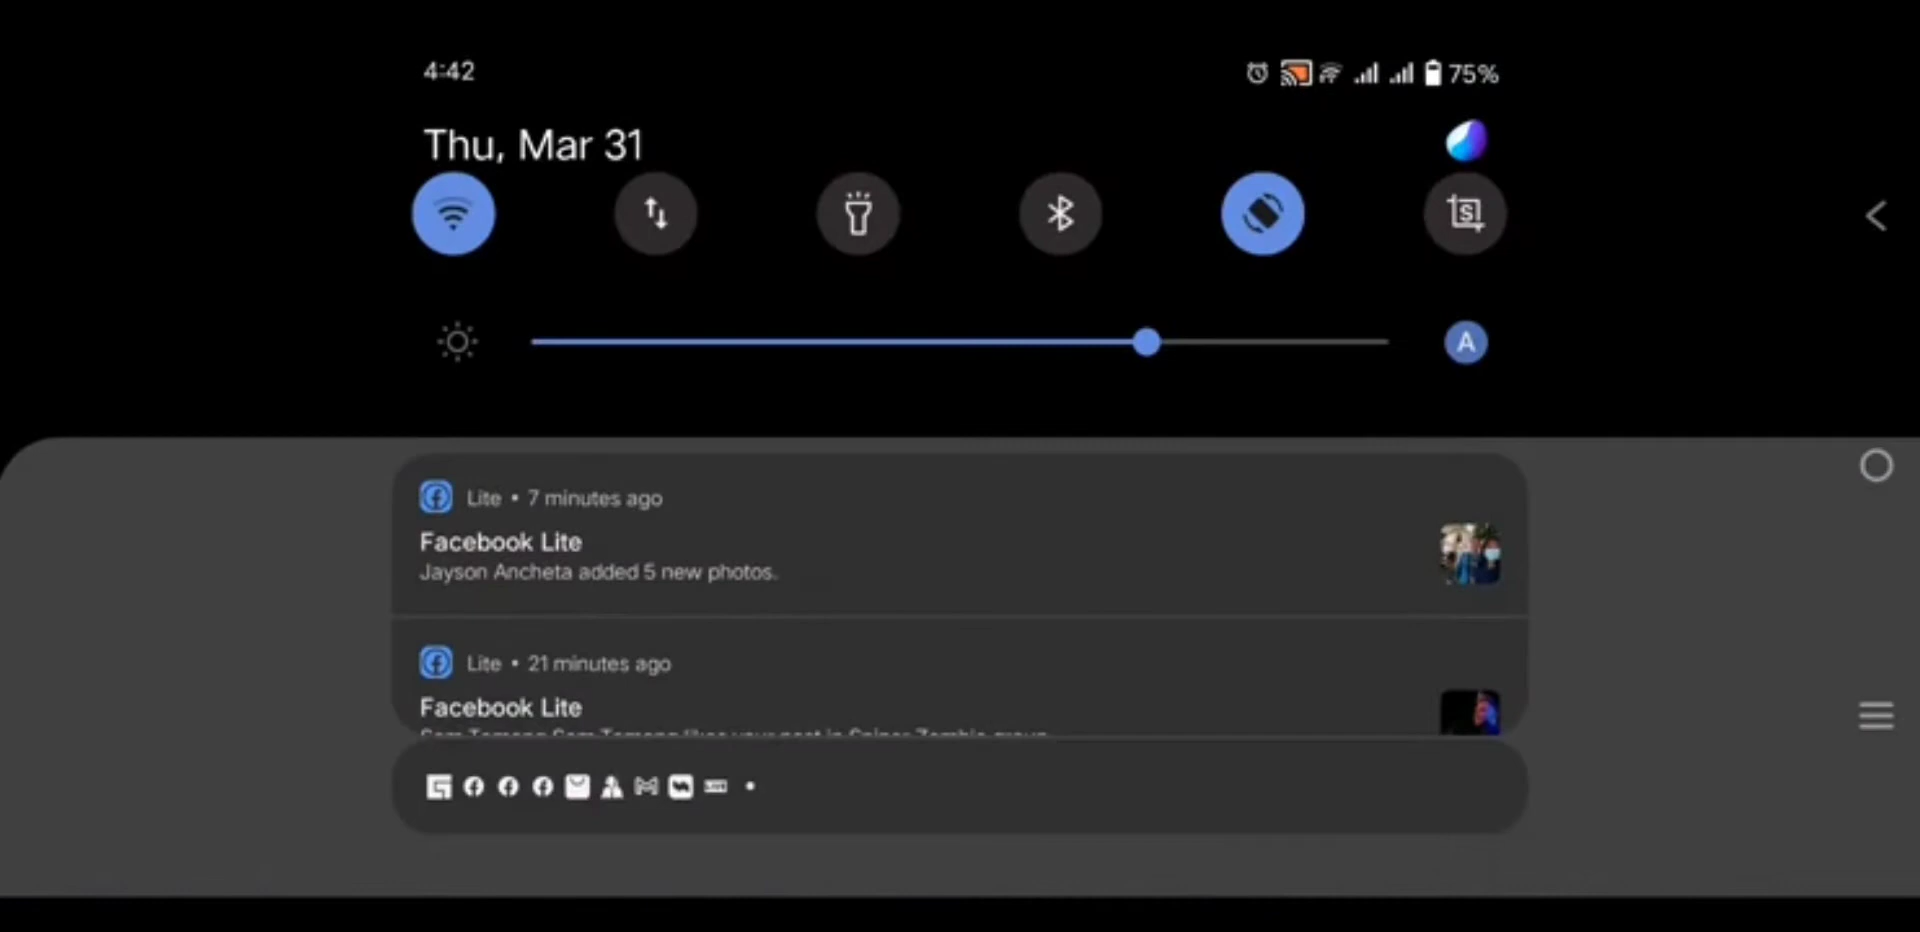 4:42
75%
Thu, Mar 31
A
Lite • 7 minutes ago
Facebook Lite
Jayson Ancheta added 5 new photos.
Lite • 21 minutes ago
Facebook Lite